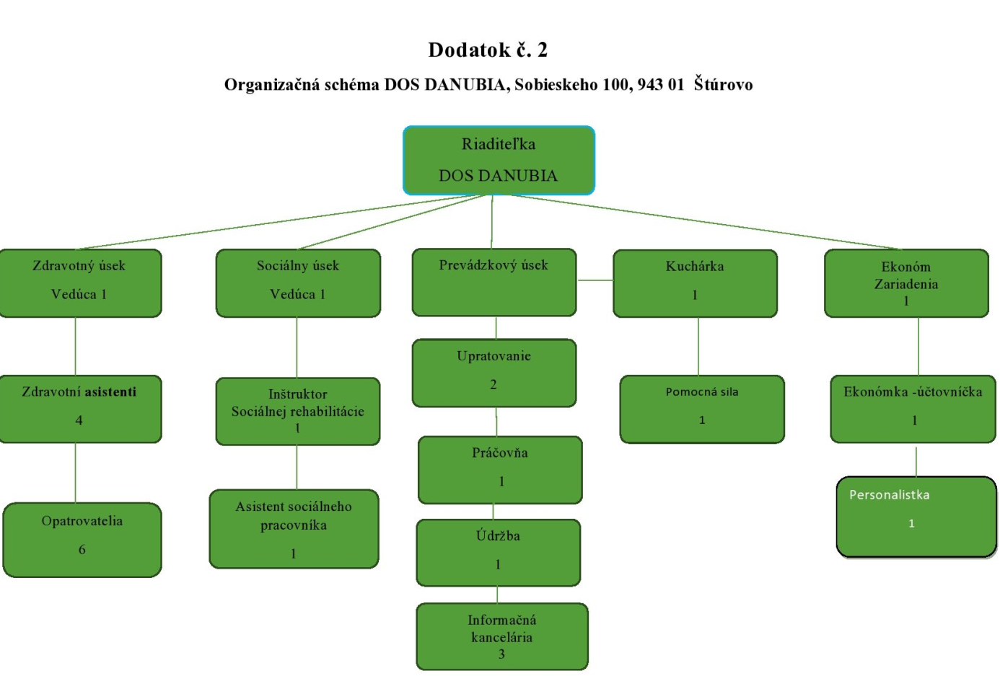 Dodatok č. 2
Organizačná schéma DOS DANUBIA, Sobieskeho 100, 943 01 Štúrovo
Riaditeľka
DOS DANUBIA
Zdravotný úsek
Vedúca 1
Sociálny úsek
Vedúca 1
Prevádzkový úsek
Kuchárka
1
Ekonóm
Zariadenia
1
Zdravotní asistenti
4
Inštruktor
Sociálnej rehabilitácie
1
Upratovanie
2
Pomocná sila
1
Ekonómka -účtovníčka
1
Opatrovatelia
6
Asistent sociálneho
pracovníka
1
Práčovňa
1
Personalistka
1
Údržba
1
Informačná
kancelária
3